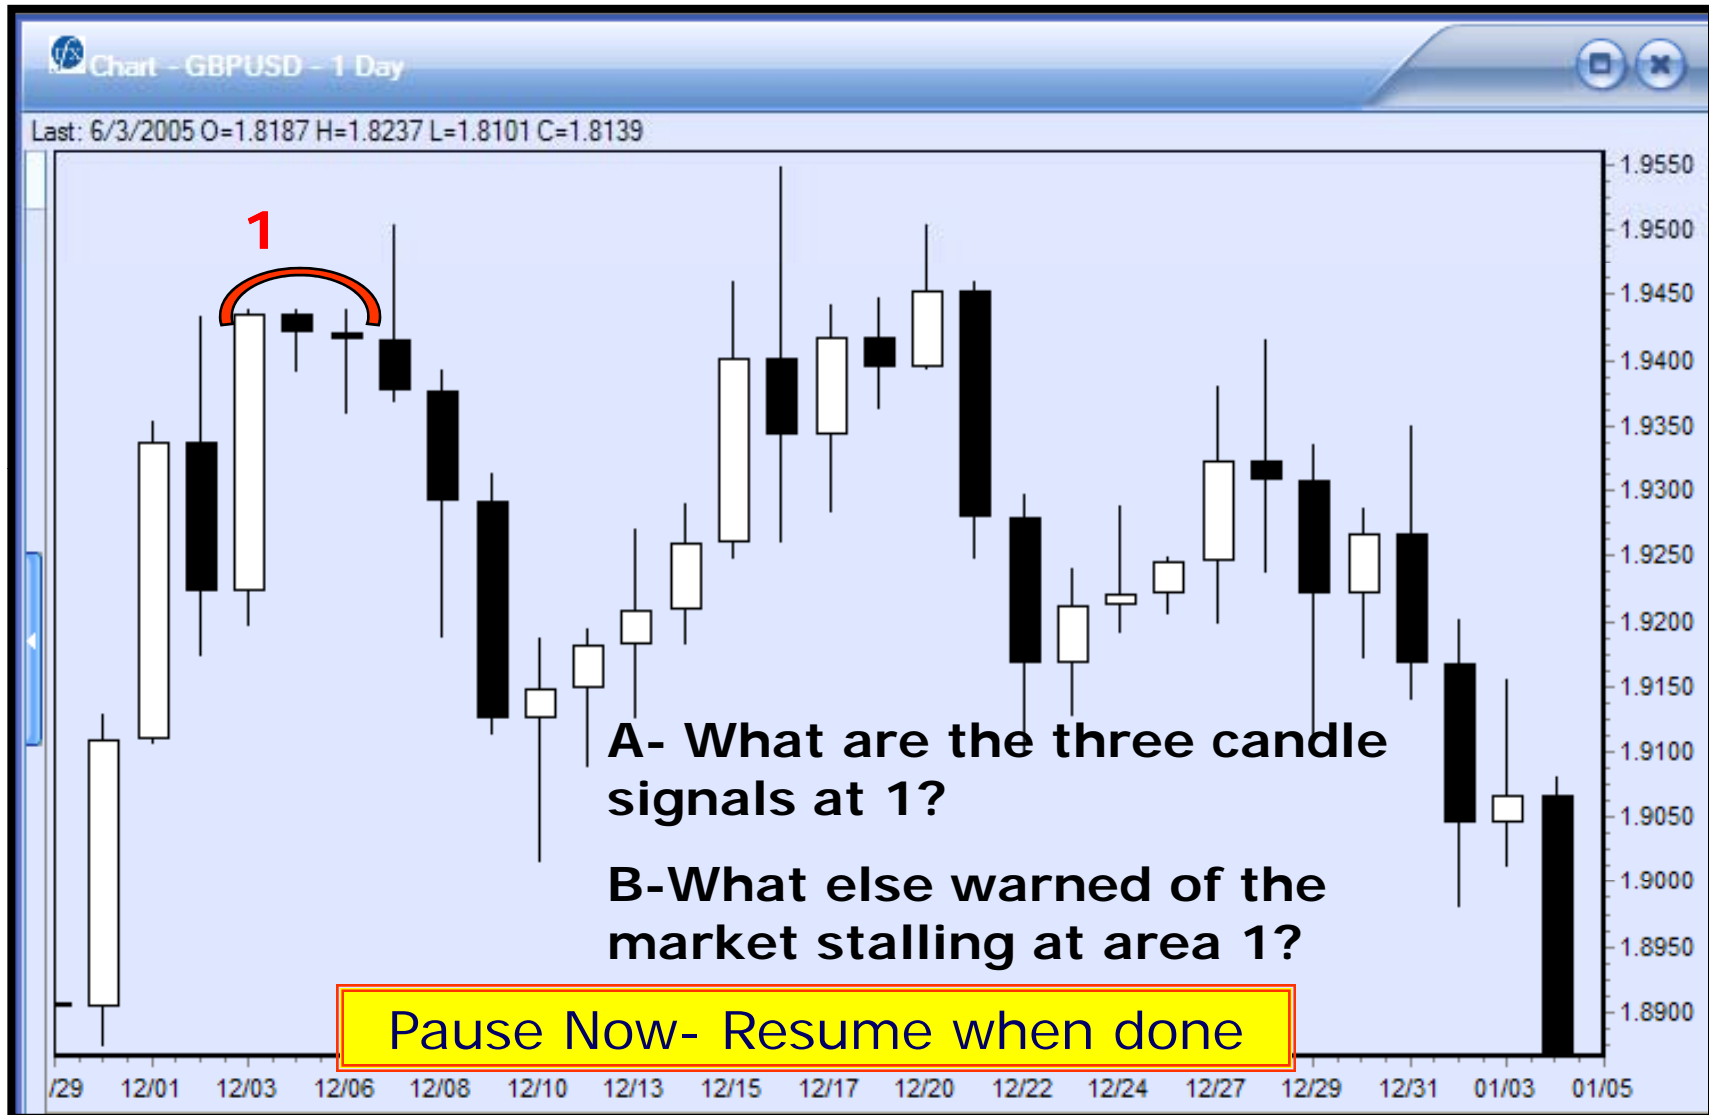 Chart - GBPUSD - 1 Day
Last: 6/3/2005 O=1.8187 H=1.8237 L=1.8101 C=1.8139
1
1.9550
1.9500
1.9450
1.9400
1.9350
1.9300
1.9250
1.9200
1.9150
1.9100
1.9050
1.9000
1.8950
1.8900
A- What are the three candle
signals at 1?
B-What else warned of the
market stalling at area 1?
Pause Now- Resume when done
/29 12/01 12/03 12/06 12/08 12/10 12/13 12/15 12/17 12/20 12/22 12/24 12/27 12/29 12/31 01/03 01/05